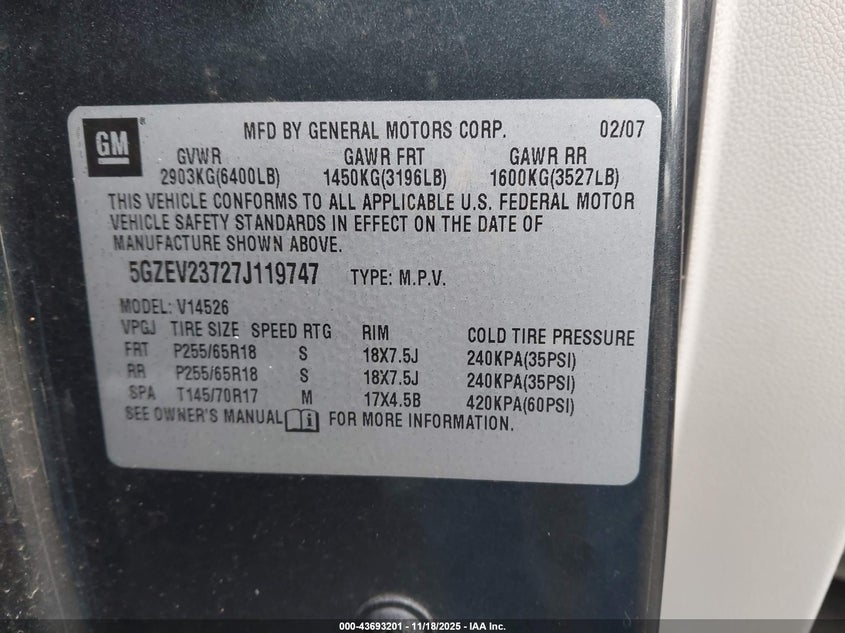 GM® MFD BY GENERAL MOTORS CORP. 02/07
GVWR GAWR FRT GAWR RR
2903KG(6400LB) 1450KG(3196LB) 1600KG(3527LB)
THIS VEHICLE CONFORMS TO ALL APPLICABLE U.S. FEDERAL MOTOR
VEHICLE SAFETY STANDARDS IN EFFECT ON THE DATE OF
MANUFACTURE SHOWN ABOVE.
5GZEV23727J119747 TYPE: M.P.V.
MODEL: V14526
VPGJ TIRE SIZE SPEED RTG RIM COLD TIRE PRESSURE
FRT P255/65R18 S 18X7.5J 240KPA(35PSI)
RR P255/65R18 S 18X7.5J 240KPA(35PSI)
SPA T145/70R17 M 17X4.5B 420KPA(60PSI)
SEE OWNER'S MANUAL i FOR MORE INFORMATION.
000-43693201 - 11/18/2025 - IAA Inc.